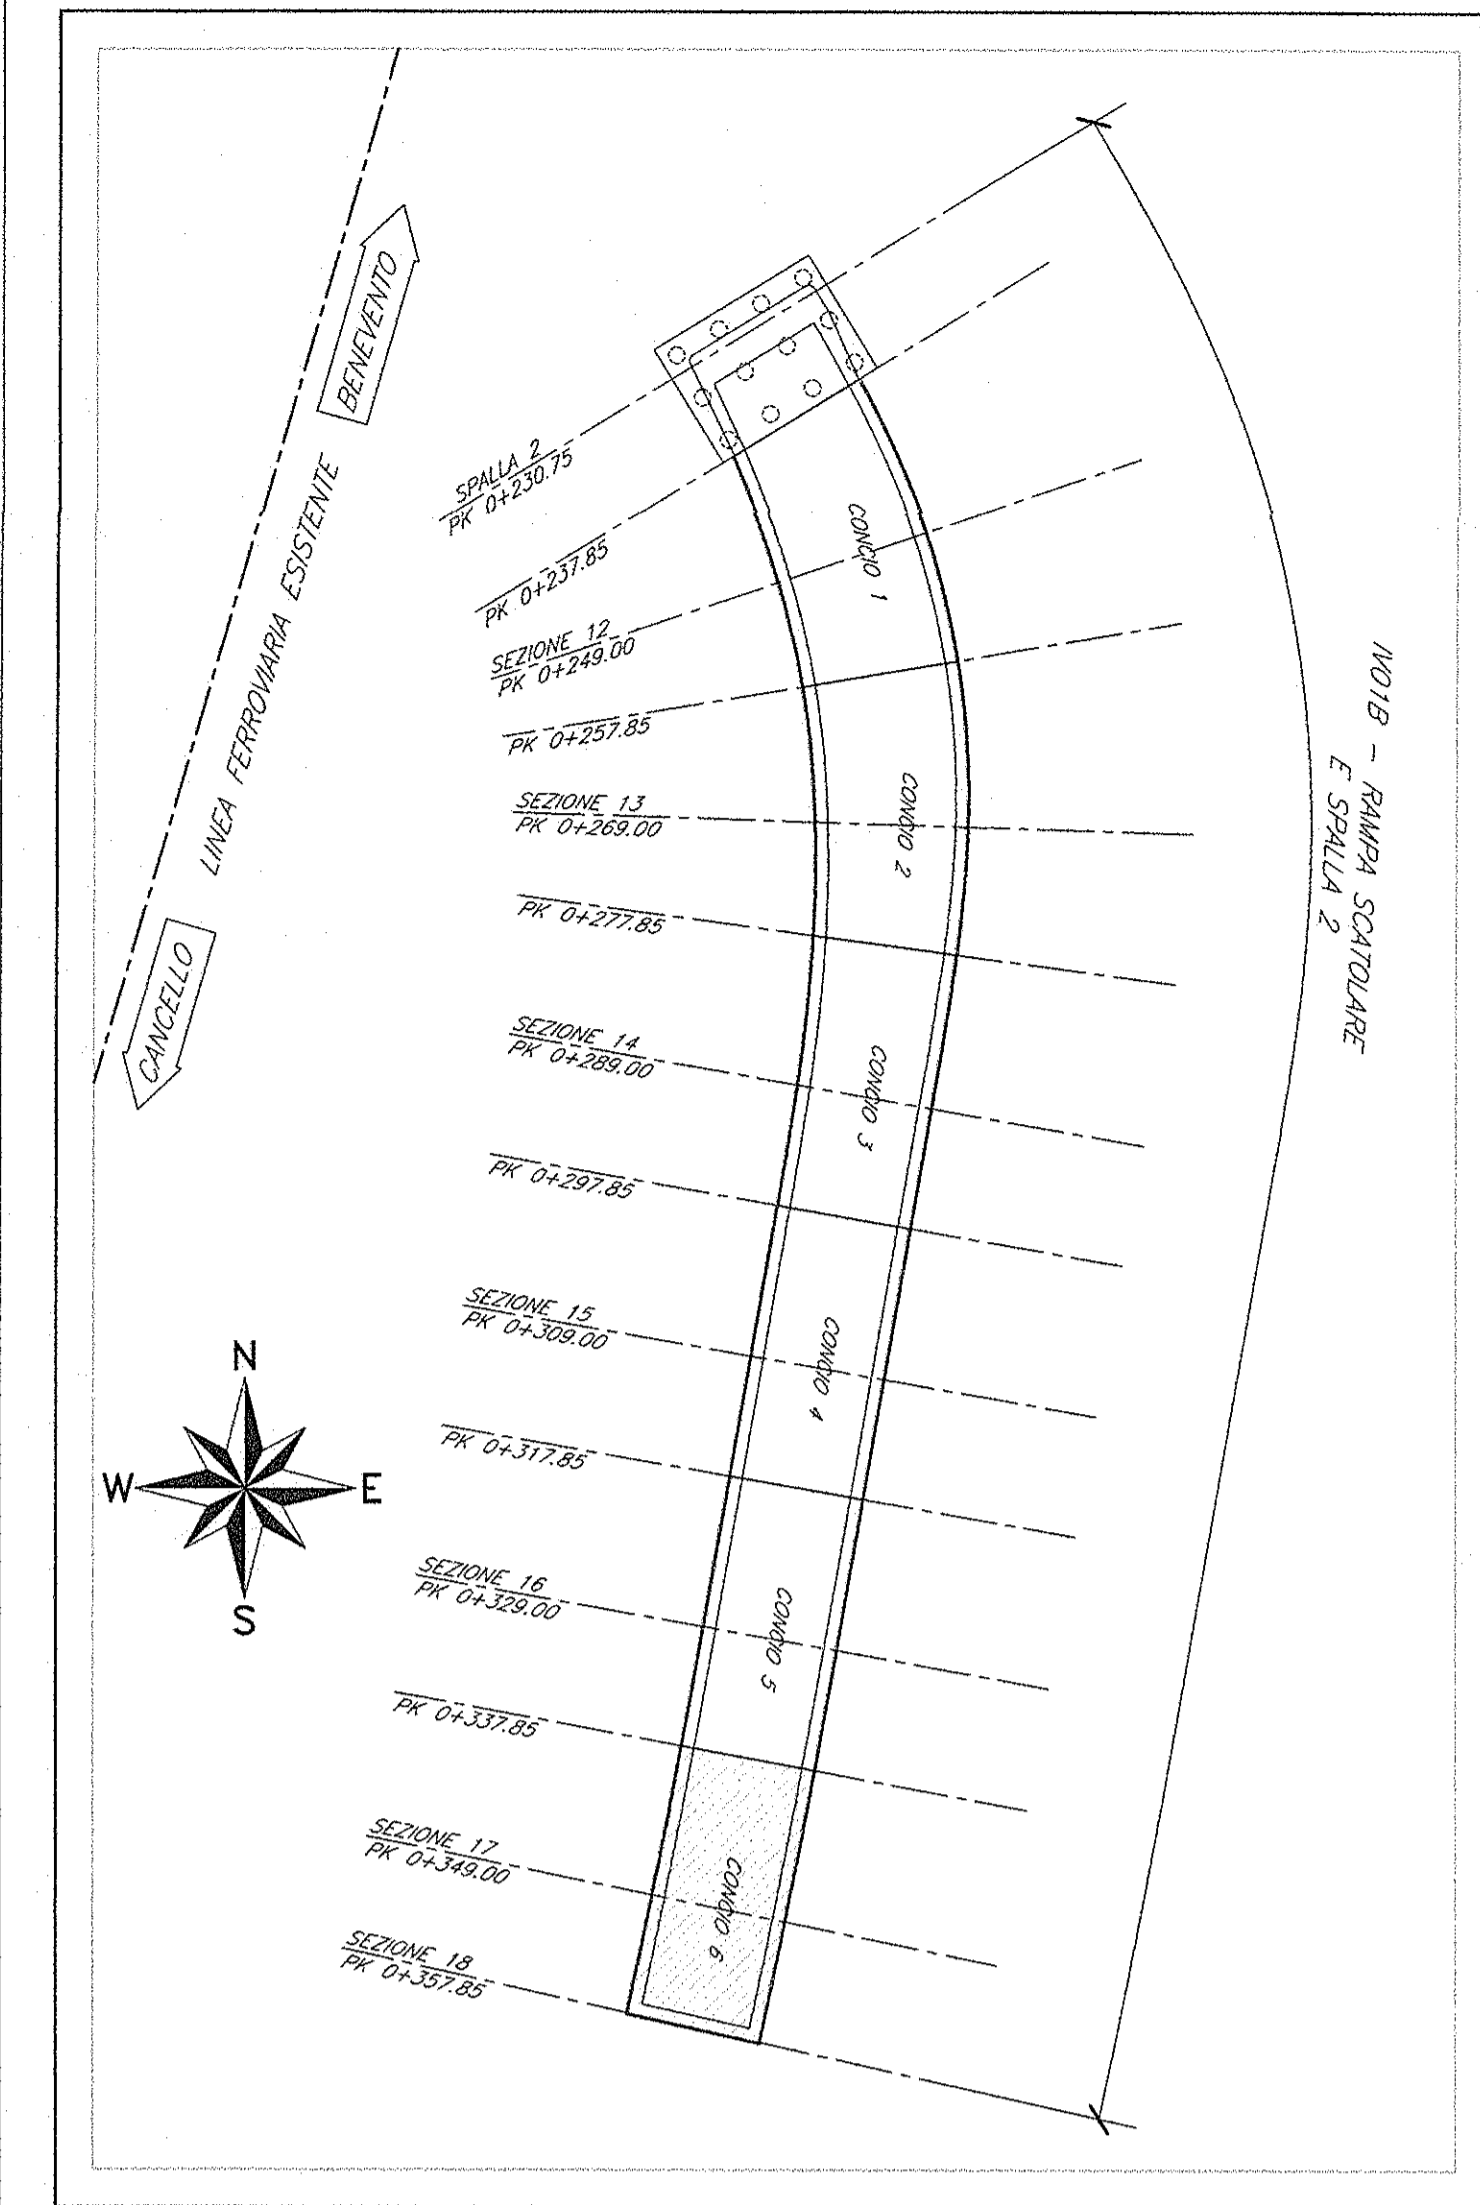 BENEVENTO
LINEA FERROVIARIA ESISTENTE
CANCELLO
SPALLA 2
PK 0+230.75
PK 0+237.85
SEZIONE 12
PK 0+249.00
PK 0+257.85
SEZIONE 13
PK 0+269.00
PK 0+277.85
SEZIONE 14
PK 0+289.00
PK 0+297.85
SEZIONE 15
PK 0+309.00
PK 0+317.85
SEZIONE 16
PK 0+329.00
PK 0+337.85
SEZIONE 17
PK 0+349.00
SEZIONE 18
PK 0+357.85
CONCIO 1
CONCIO 2
CONCIO 3
CONCIO 4
CONCIO 5
CONCIO 6
IV01B - RAMPA SCATOLARE
E SPALLA 2
N
W
E
S